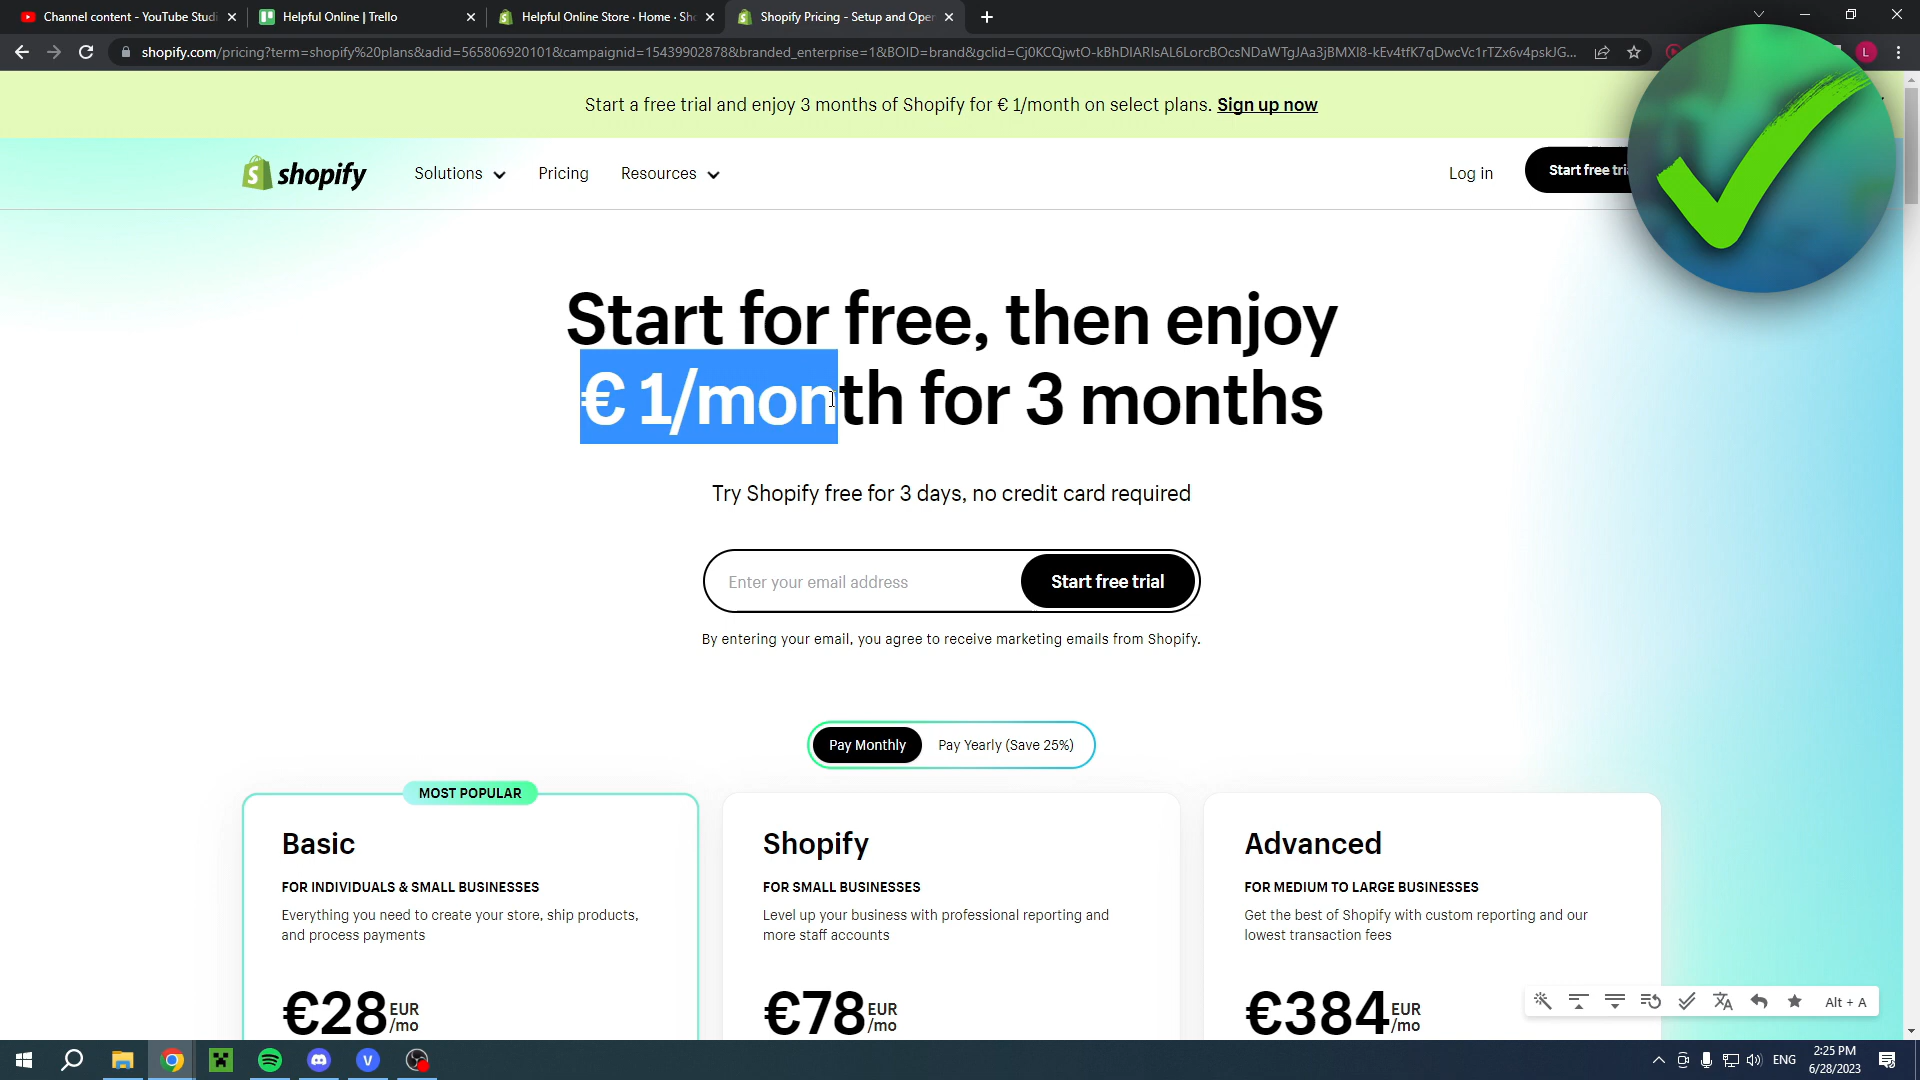 Channel content - YouTube Studi
Helpful Online | Trello
Helpful Online Store · Home · Sho
Shopify Pricing - Setup and Oper
shopify.com/pricing?term=shopify%20plans&adid=565806920101&campaignid=15439902878&branded_enterprise=1&BOID=brand&gclid=Cj0KCQjwtO-kBhDIARIsAL6LorcBOcsNDaWTgJAa3jBMXI8-kEv4tfK7qDwcVc1rTZx6v4pskJG...
L
Start a free trial and enjoy 3 months of Shopify for € 1/month on select plans. Sign up now
shopify
Solutions
Pricing
Resources
Log in
Start free tria
Start for free, then enjoy
€ 1/month for 3 months
Try Shopify free for 3 days, no credit card required
Enter your email address
Start free trial
By entering your email, you agree to receive marketing emails from Shopify.
Pay Monthly
Pay Yearly (Save 25%)
MOST POPULAR
Basic
FOR INDIVIDUALS & SMALL BUSINESSES
Everything you need to create your store, ship products,
and process payments
€28 EUR
/mo
Shopify
FOR SMALL BUSINESSES
Level up your business with professional reporting and
more staff accounts
€78 EUR
/mo
Advanced
FOR MEDIUM TO LARGE BUSINESSES
Get the best of Shopify with custom reporting and our
lowest transaction fees
€384 EUR
/mo
Alt + A
V
ENG
2:25 PM
6/28/2023